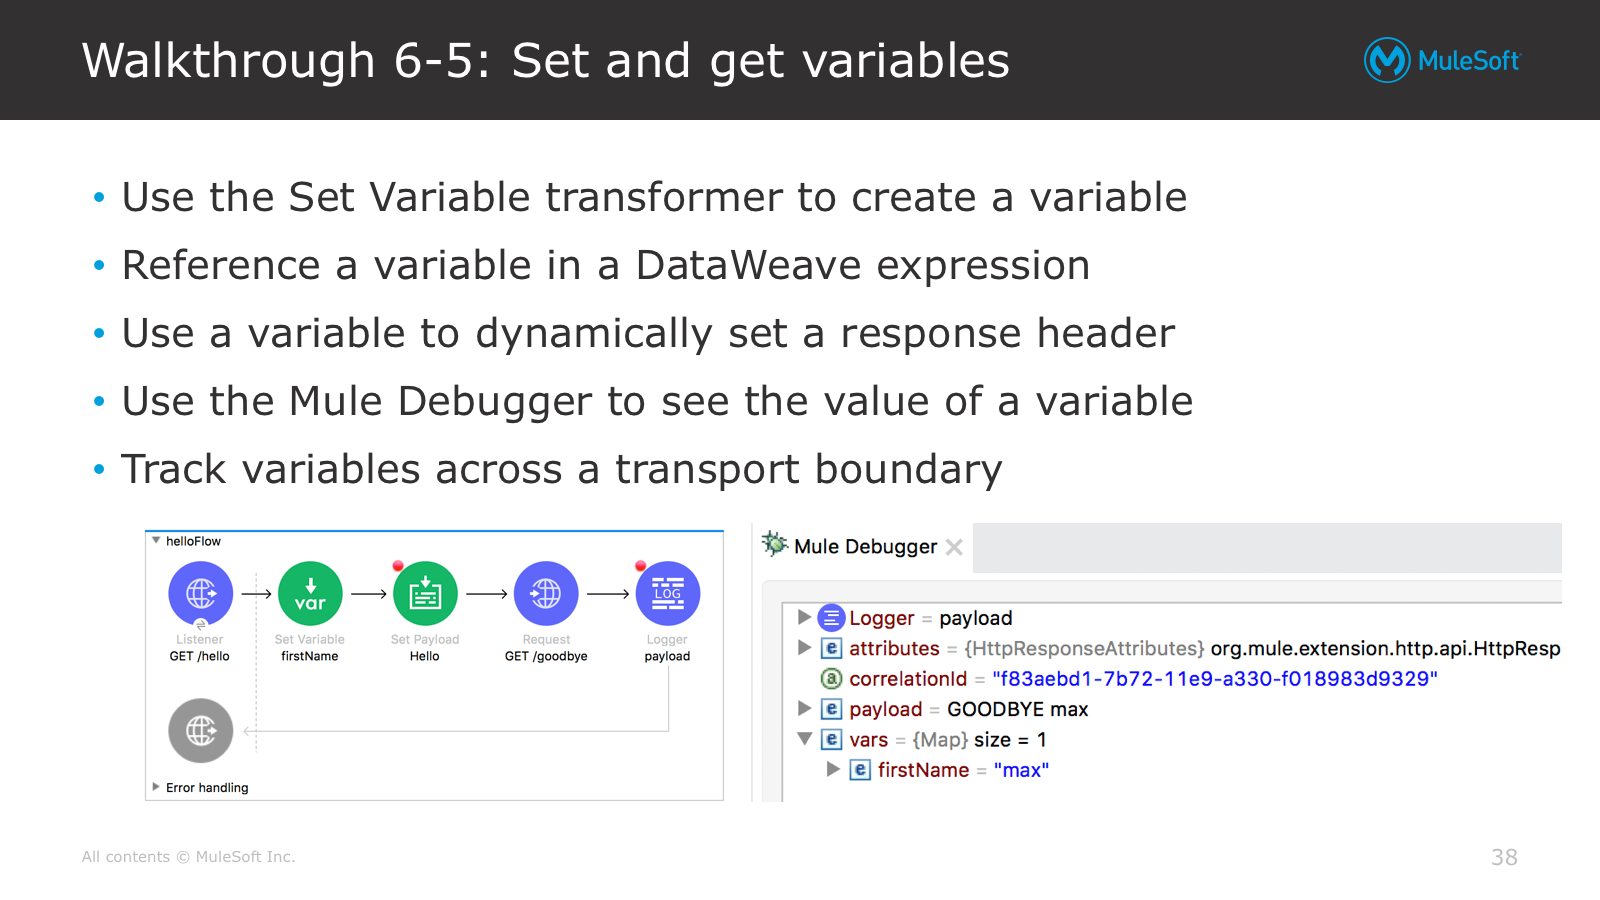 Walkthrough 6-5: Set and get variables
MuleSoft
• Use the Set Variable transformer to create a variable
• Reference a variable in a DataWeave expression
• Use a variable to dynamically set a response header
• Use the Mule Debugger to see the value of a variable
• Track variables across a transport boundary
helloFlow
var
LOG
Listener Set Variable Set Payload Request Logger
GET /hello firstName Hello GET /goodbye payload
Error handling
Mule Debugger
Logger = payload
attributes = {HttpResponseAttributes} org.mule.extension.http.api.HttpResp
correlationId = "f83aebd1-7b72-11e9-a330-f018983d9329"
payload = GOODBYE max
vars = {Map} size = 1
firstName = "max"
All contents © MuleSoft Inc.
38